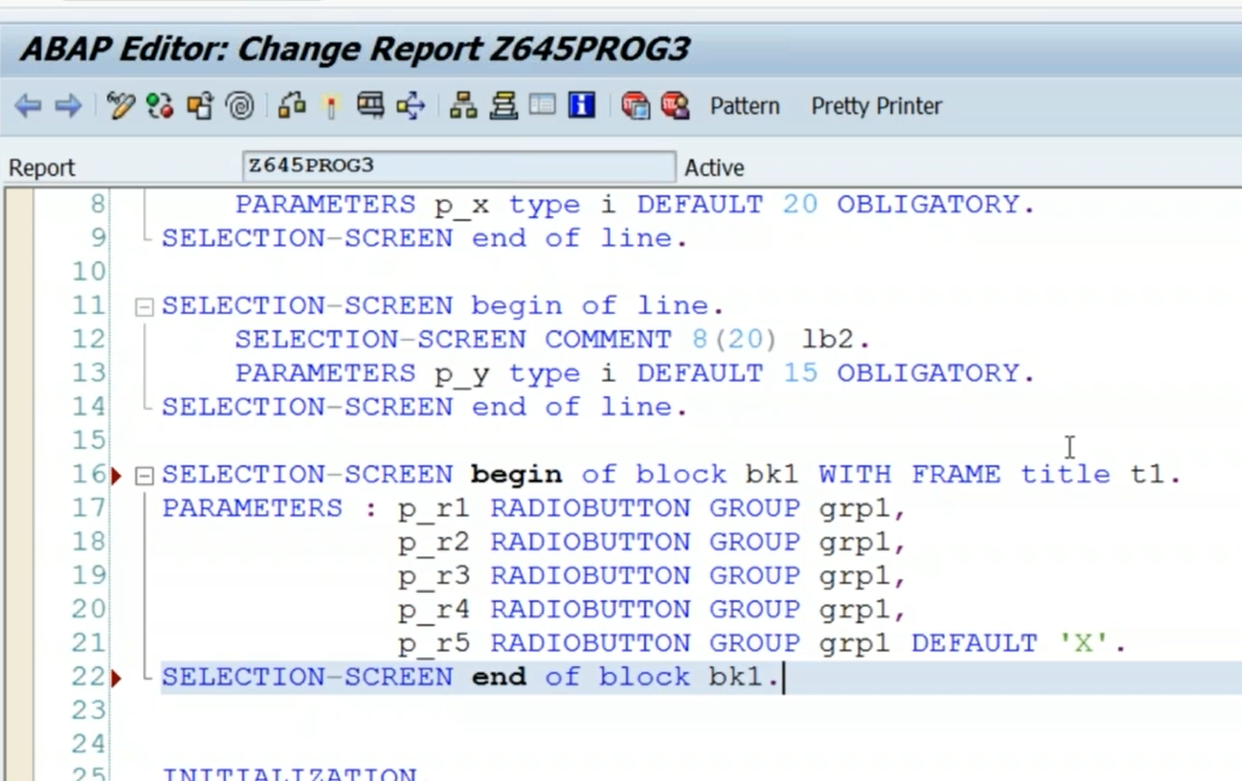 ABAP Editor: Change Report Z645PROG3
Pattern Pretty Printer
Report Z645PROG3 Active
8 PARAMETERS p_x type i DEFAULT 20 OBLIGATORY.
9 SELECTION-SCREEN end of line.
10
11 SELECTION-SCREEN begin of line.
12 SELECTION-SCREEN COMMENT 8(20) lb2.
13 PARAMETERS p_y type i DEFAULT 15 OBLIGATORY.
14 SELECTION-SCREEN end of line.
15
16 SELECTION-SCREEN begin of block bk1 WITH FRAME title t1.
17 PARAMETERS : p_r1 RADIOBUTTON GROUP grp1,
18 p_r2 RADIOBUTTON GROUP grp1,
19 p_r3 RADIOBUTTON GROUP grp1,
20 p_r4 RADIOBUTTON GROUP grp1,
21 p_r5 RADIOBUTTON GROUP grp1 DEFAULT 'X'.
22 SELECTION-SCREEN end of block bk1.
23
24
25 INITIALIZATION.